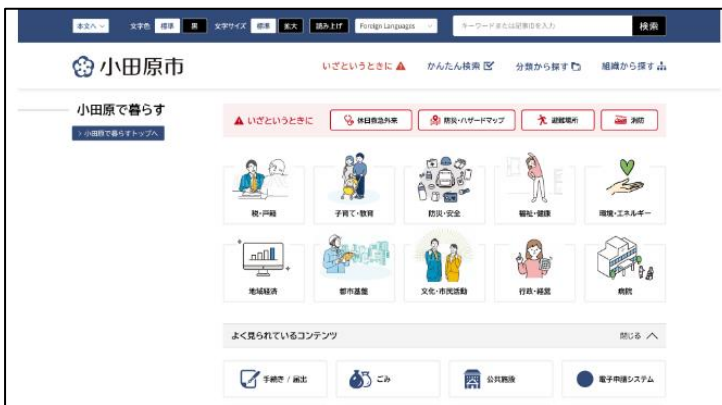 本文へ 文字色 標準 黒 文字サイズ 標準 拡大 読み上げ Foreign Languages キーワードまたは記事IDを入力 検索
小田原市 いざというときに かんたん検索 分類から探す 組織から探す
小田原で暮らす
小田原で暮らすトップへ
いざというときに 休日救急外来 防災・ハザードマップ 避難場所 消防
税・戸籍 子育て・教育 防災・安全 福祉・健康 環境・エネルギー
地域経済 都市基盤 文化・市民活動 行政・経営 病院
よく見られているコンテンツ 閉じる
手続き / 届出 ごみ 公共施設 電子申請システム